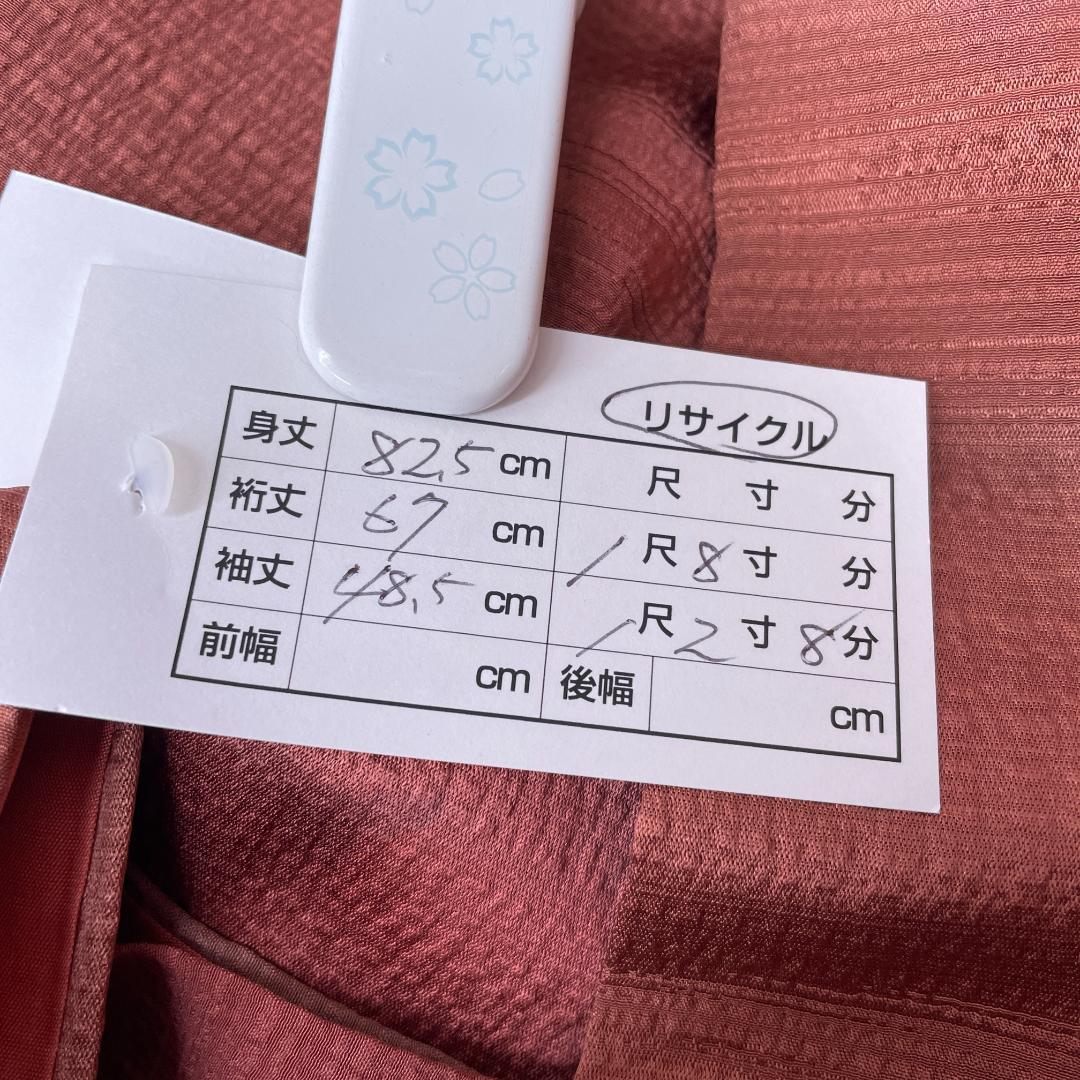 リサイクル
身丈 82.5 cm 尺 寸 分
裄丈 67 cm 1 尺 8 寸 分
袖丈 48.5 cm 1 尺 2 寸 8 分
前幅 cm 後幅 cm